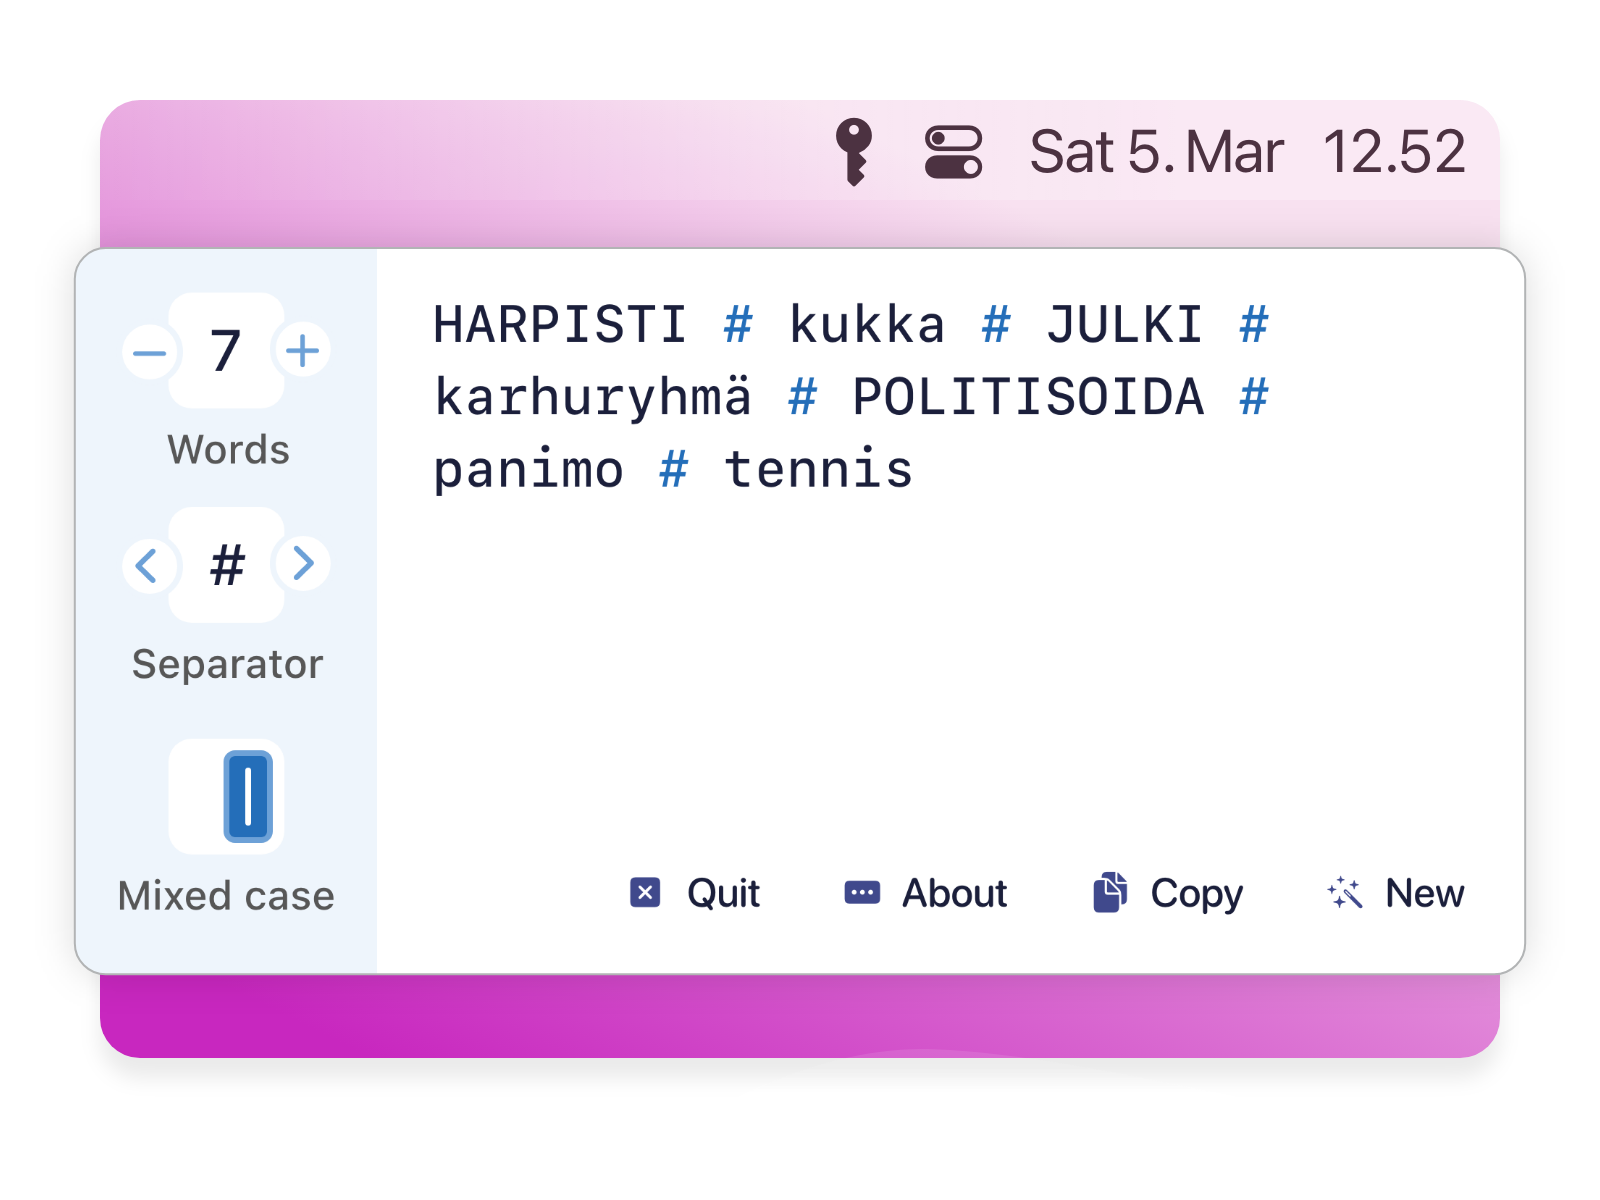 Sat 5. Mar 12.52
7
Words
#
Separator
Mixed case
HARPISTI # kukka # JULKI #
karhuryhmä # POLITISOIDA #
panimo # tennis
Quit About Copy New